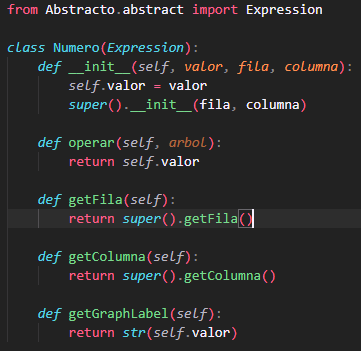 from Abstracto.abstract import Expression
class Numero(Expression):
    def __init__(self, valor, fila, columna):
        self.valor = valor
        super().__init__(fila, columna)
    def operar(self, arbol):
        return self.valor
    def getFila(self):
        return super().getFila()
    def getColumna(self):
        return super().getColumna()
    def getGraphLabel(self):
        return str(self.valor)